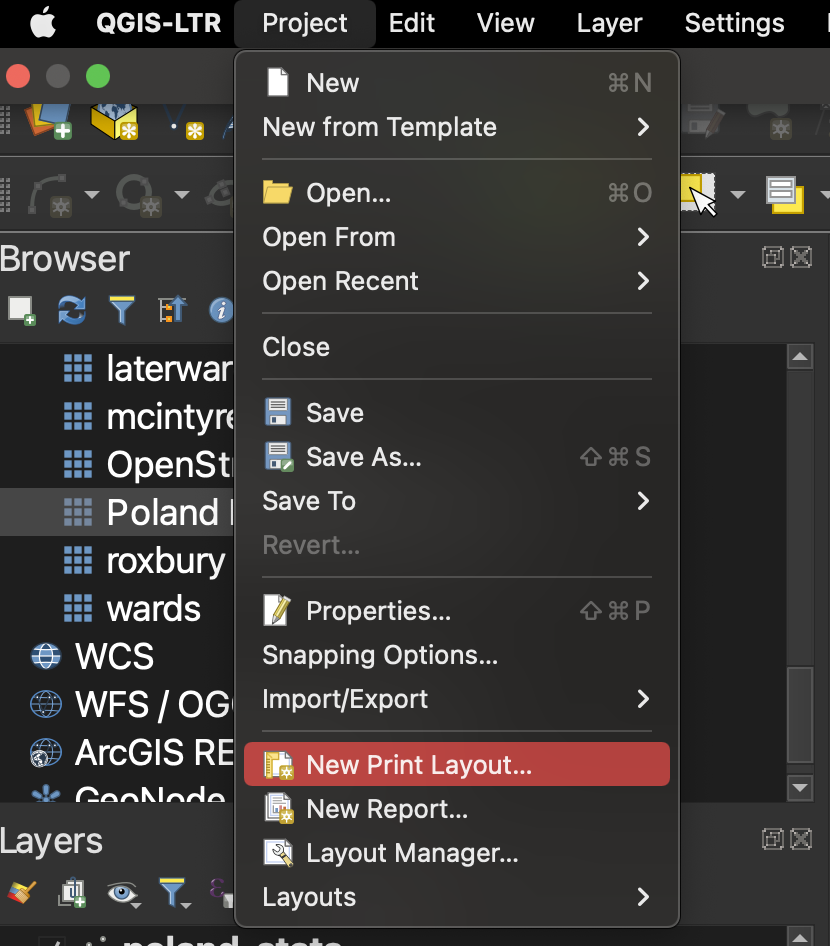 QGIS-LTR Project Edit View Layer Settings
New ⌘N
New from Template
Open... ⌘O
Open From
Open Recent
Close
Save
Save As... ⇧⌘S
Save To
Revert...
Properties... ⇧⌘P
Snapping Options...
Import/Export
New Print Layout...
New Report...
Layout Manager...
Layouts
Browser
laterwar
mcintyre
OpenStr
Poland
roxbury
wards
WCS
WFS / OG
ArcGIS RE
GeoNode
Layers
poland_stats